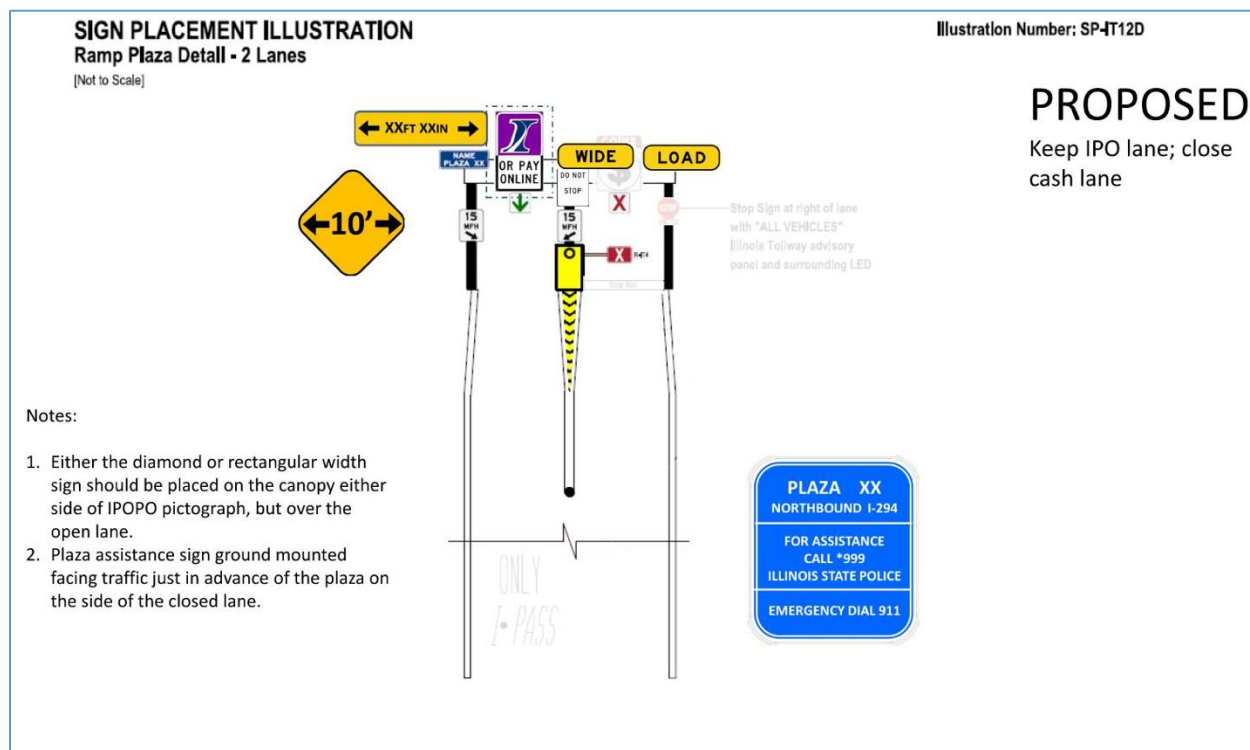 SIGN PLACEMENT ILLUSTRATION
Ramp Plaza Detail - 2 Lanes
[Not to Scale]
Illustration Number: SP-IT12D
PROPOSED
Keep IPO lane; close
cash lane
XXFT XXIN
NAME
PLAZA XX
OR PAY
ONLINE
WIDE
LOAD
DO NOT
STOP
COINS
$
X
10'
15
MPH
15
MPH
STOP
Stop Sign at right of lane
with "ALL VEHICLES"
Illinois Tollway advisory
panel and surrounding LED
X
R-IT4
Stop Bar
Notes:
1. Either the diamond or rectangular width
sign should be placed on the canopy either
side of IPOPO pictograph, but over the
open lane.
2. Plaza assistance sign ground mounted
facing traffic just in advance of the plaza on
the side of the closed lane.
ONLY
I•PASS
PLAZA XX
NORTHBOUND I-294
FOR ASSISTANCE
CALL *999
ILLINOIS STATE POLICE
EMERGENCY DIAL 911